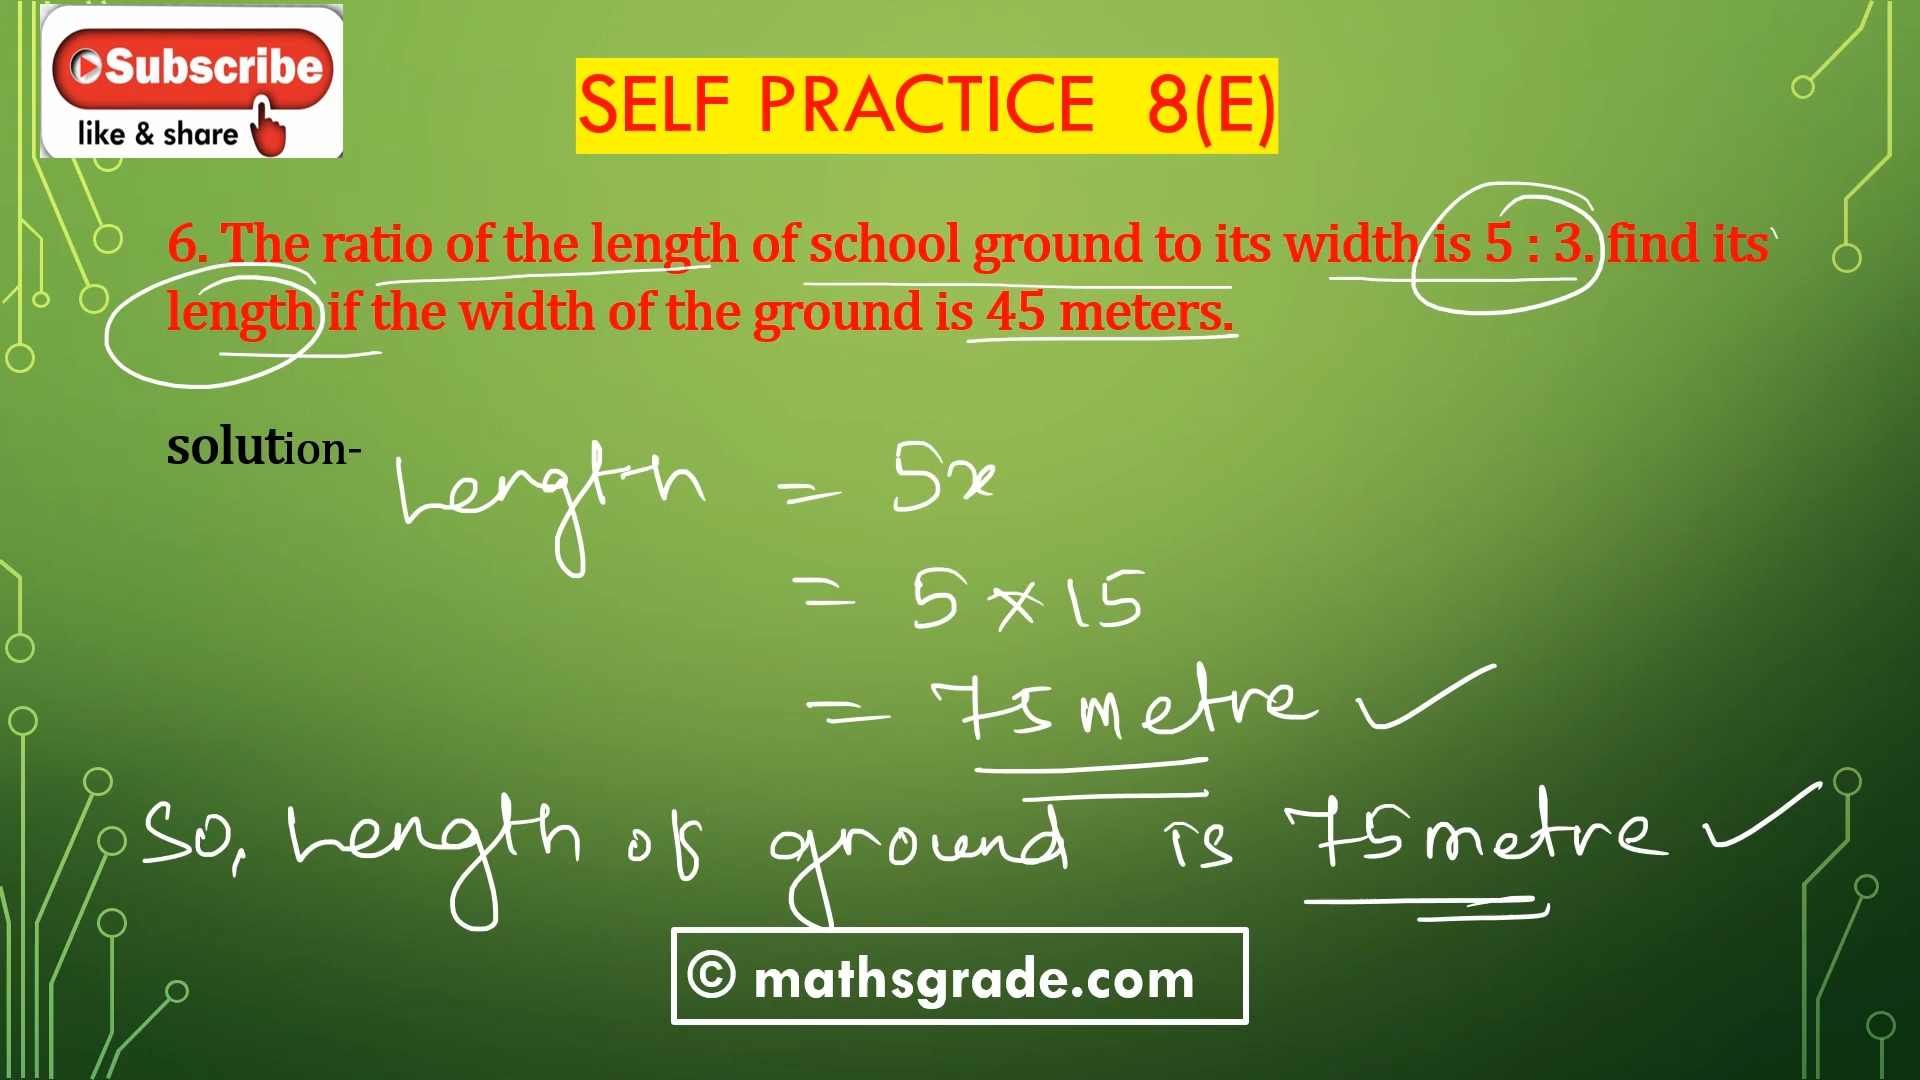 Subscribe
like & share
SELF PRACTICE 8(E)
6. The ratio of the length of school ground to its width is 5 : 3. find its
length if the width of the ground is 45 meters.
solution-
Length = 5x
= 5 × 15
= 75 metre
So, Length of ground is 75 metre
© mathsgrade.com